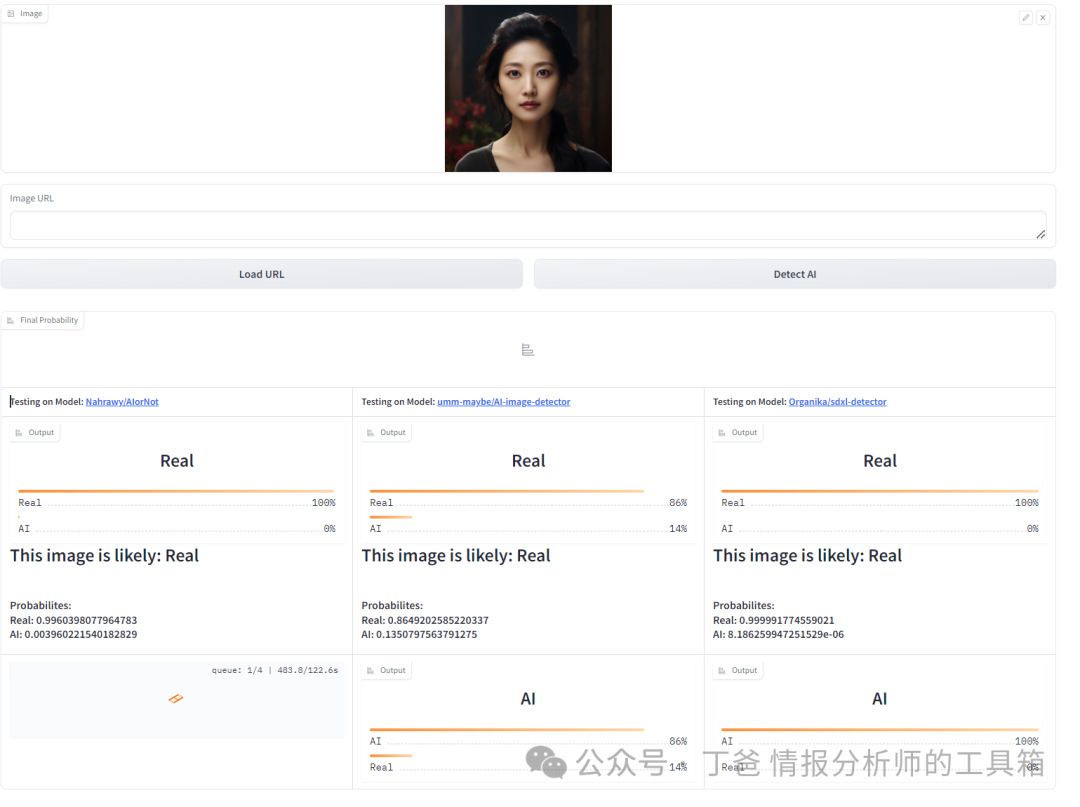 Image
Image URL
Load URL
Detect AI
Final Probability
Testing on Model: Nahrawy/AIorNot
Output
Real
Real 100%
AI 0%
This image is likely: Real
Probabilites:
Real: 0.9960398077964783
AI: 0.003960221540182829
queue: 1/4 | 483.8/122.6s
Testing on Model: umm-maybe/AI-image-detector
Output
Real
Real 86%
AI 14%
This image is likely: Real
Probabilites:
Real: 0.8649202585220337
AI: 0.1350797563791275
Output
AI
AI 86%
Real 14%
Testing on Model: Organika/sdxl-detector
Output
Real
Real 100%
AI 0%
This image is likely: Real
Probabilites:
Real: 0.999991774559021
AI: 8.186259947251529e-06
Output
AI
AI 100%
Real 0%
公众号 · 丁爸 情报分析师的工具箱